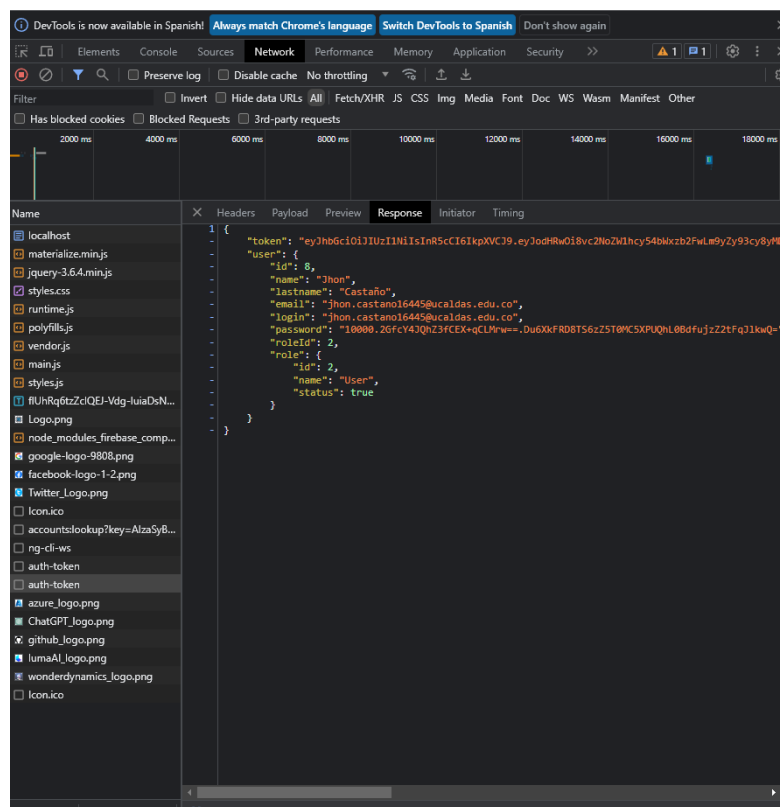 DevTools is now available in Spanish! Always match Chrome's language Switch DevTools to Spanish Don't show again
Elements Console Sources Network Performance Memory Application Security >> 1 1
Preserve log Disable cache No throttling
Filter Invert Hide data URLs All Fetch/XHR JS CSS Img Media Font Doc WS Wasm Manifest Other
Has blocked cookies Blocked Requests 3rd-party requests
2000 ms 4000 ms 6000 ms 8000 ms 10000 ms 12000 ms 14000 ms 16000 ms 18000 ms
Name
localhost
materialize.min.js
jquery-3.6.4.min.js
styles.css
runtime.js
polyfills.js
vendor.js
main.js
styles.js
Logo.png
node_modules_firebase_comp...
google-logo-9808.png
facebook-logo-1-2.png
Twitter_Logo.png
Icon.ico
accounts:lookup?key=AIzaSyB...
ng-cli-ws
auth-token
auth-token
azure_logo.png
ChatGPT_logo.png
github_logo.png
lumaAI_logo.png
wonderdynamics_logo.png
Icon.ico
Headers Payload Preview Response Initiator Timing
1 {
- "token":
- "user": {
- "id": 8,
- "name": "Jhon",
- "lastname": "Castaño",
- "email": "jhon.castano16445@ucaldas.edu.co",
- "login": "jhon.castano16445@ucaldas.edu.co",
- "password":
- "roleId": 2,
- "role": {
- "id": 2,
- "name": "User",
- "status": true
- }
- }
- }